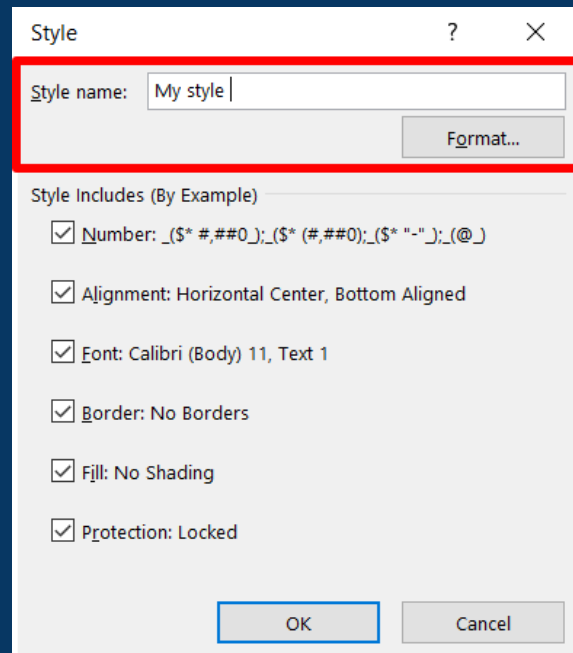 Style ?
Style name: My style
Format...
Style Includes (By Example)
Number: _($* #,##0_);_($* (#,##0);_($* "-"_);_(@_)
Alignment: Horizontal Center, Bottom Aligned
Font: Calibri (Body) 11, Text 1
Border: No Borders
Fill: No Shading
Protection: Locked
OK Cancel